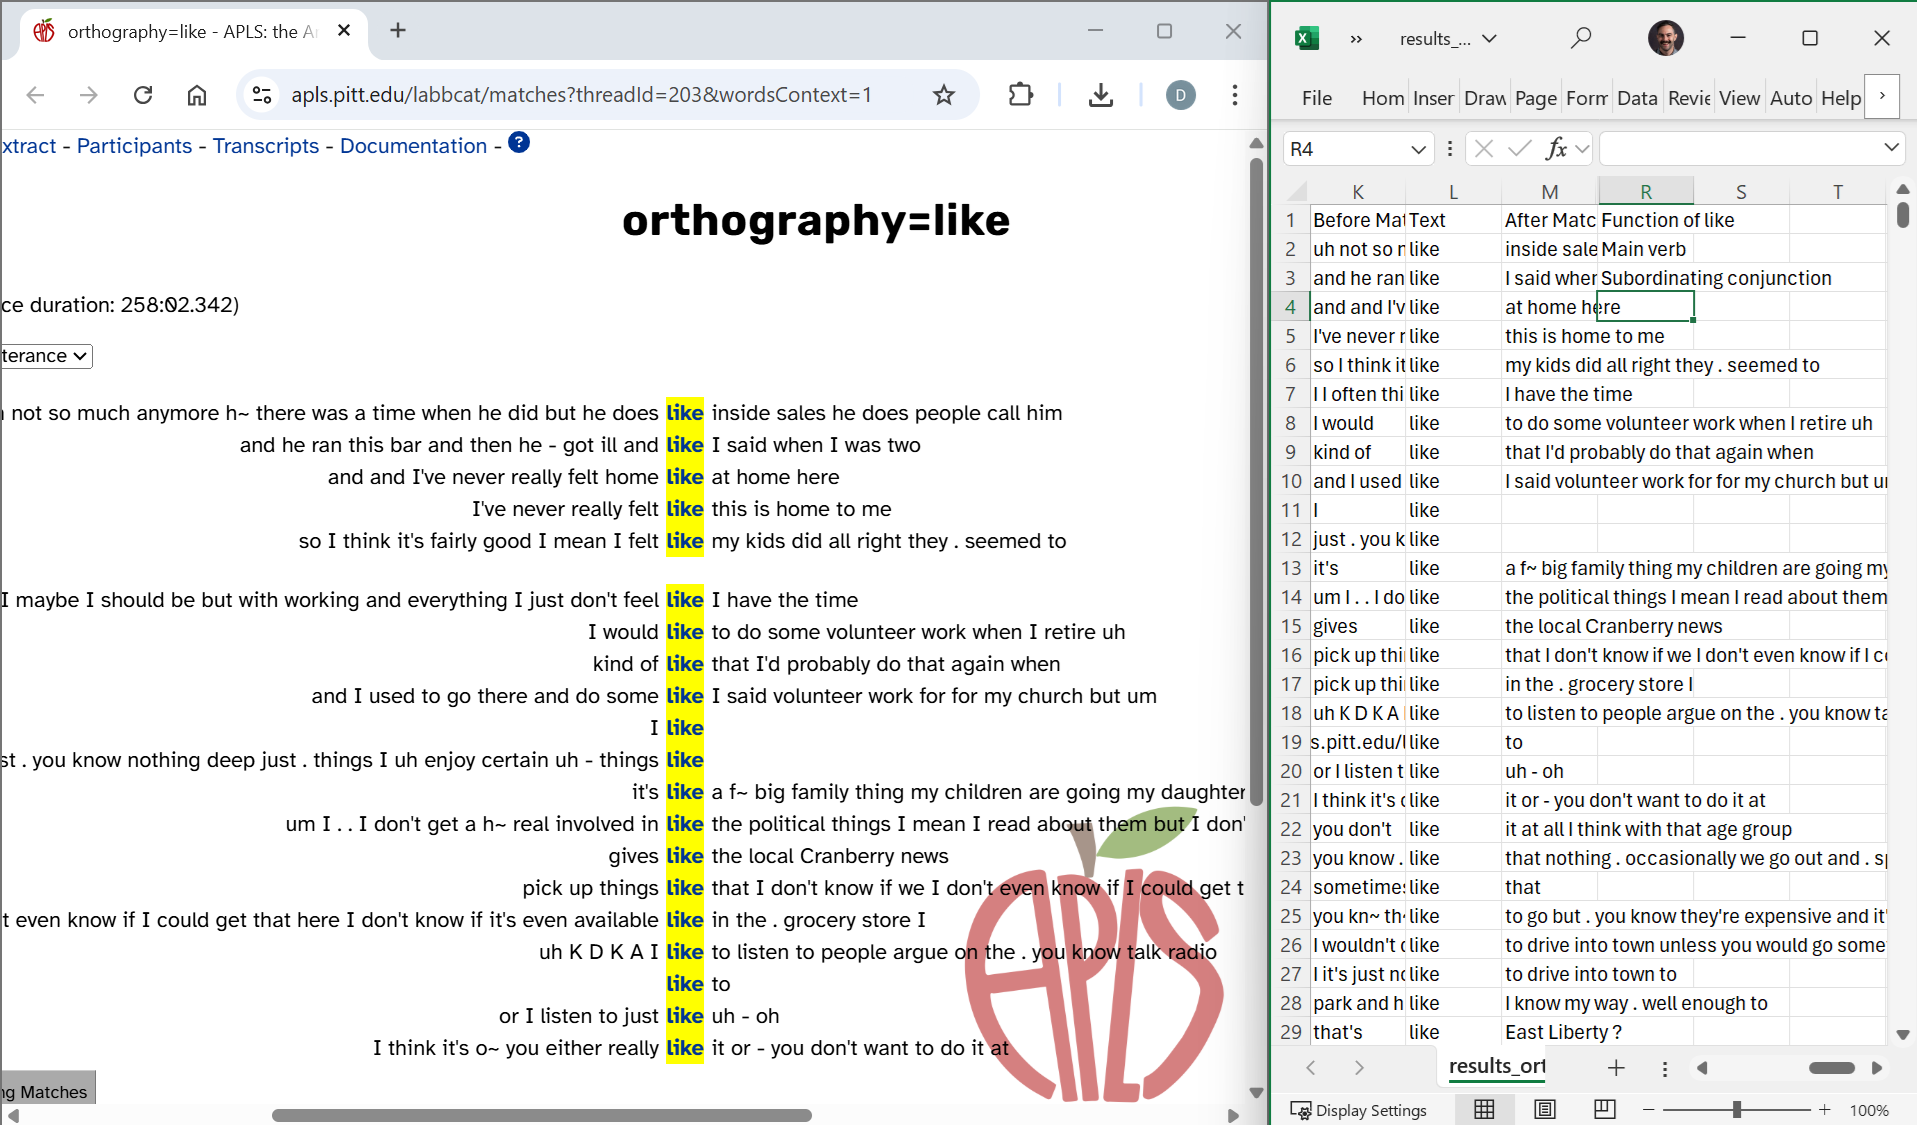 orthography=like - APLS: the A
apls.pitt.edu/labbcat/matches?threadId=203&wordsContext=1
D
xtract - Participants - Transcripts - Documentation - ?
orthography=like
ce duration: 258:02.342)
terance
not so much anymore h~ there was a time when he did but he does like inside sales he does people call him
and he ran this bar and then he - got ill and like I said when I was two
and and I've never really felt home like at home here
I've never really felt like this is home to me
so I think it's fairly good I mean I felt like my kids did all right they . seemed to
I maybe I should be but with working and everything I just don't feel like I have the time
I would like to do some volunteer work when I retire uh
kind of like that I'd probably do that again when
and I used to go there and do some like I said volunteer work for for my church but um
I like
st . you know nothing deep just . things I uh enjoy certain uh - things like
it's like a f~ big family thing my children are going my daughter
um I . . I don't get a h~ real involved in like the political things I mean I read about them but I don'
gives like the local Cranberry news
pick up things like that I don't know if we I don't even know if I could get t
t even know if I could get that here I don't know if it's even available like in the . grocery store I
uh K D K A I like to listen to people argue on the . you know talk radio
like to
or I listen to just like uh - oh
I think it's o~ you either really like it or - you don't want to do it at
ng Matches
APLS
results_...
File Hom Inser Draw Page Form Data Revie View Auto Help
R4
fx
K L M R S T
1 Before Mat Text After Matc Function of like
2 uh not so n like inside sale Main verb
3 and he ran like I said when Subordinating conjunction
4 and and I'v like at home here
5 I've never r like this is home to me
6 so I think it like my kids did all right they . seemed to
7 I I often thi like I have the time
8 I would like to do some volunteer work when I retire uh
9 kind of like that I'd probably do that again when
10 and I used like I said volunteer work for for my church but u
11 I like
12 just . you k like
13 it's like a f~ big family thing my children are going my
14 um I . . I do like the political things I mean I read about them
15 gives like the local Cranberry news
16 pick up thi like that I don't know if we I don't even know if I c
17 pick up thi like in the . grocery store I
18 uh K D K A like to listen to people argue on the . you know ta
19 s.pitt.edu/l like to
20 or I listen t like uh - oh
21 I think it's o like it or - you don't want to do it at
22 you don't like it at all I think with that age group
23 you know . like that nothing . occasionally we go out and . s
24 sometimes like that
25 you kn~ th like to go but . you know they're expensive and it'
26 I wouldn't like to drive into town unless you would go some
27 I it's just no like to drive into town to
28 park and h like I know my way . well enough to
29 that's like East Liberty ?
results_ort
Display Settings
100%